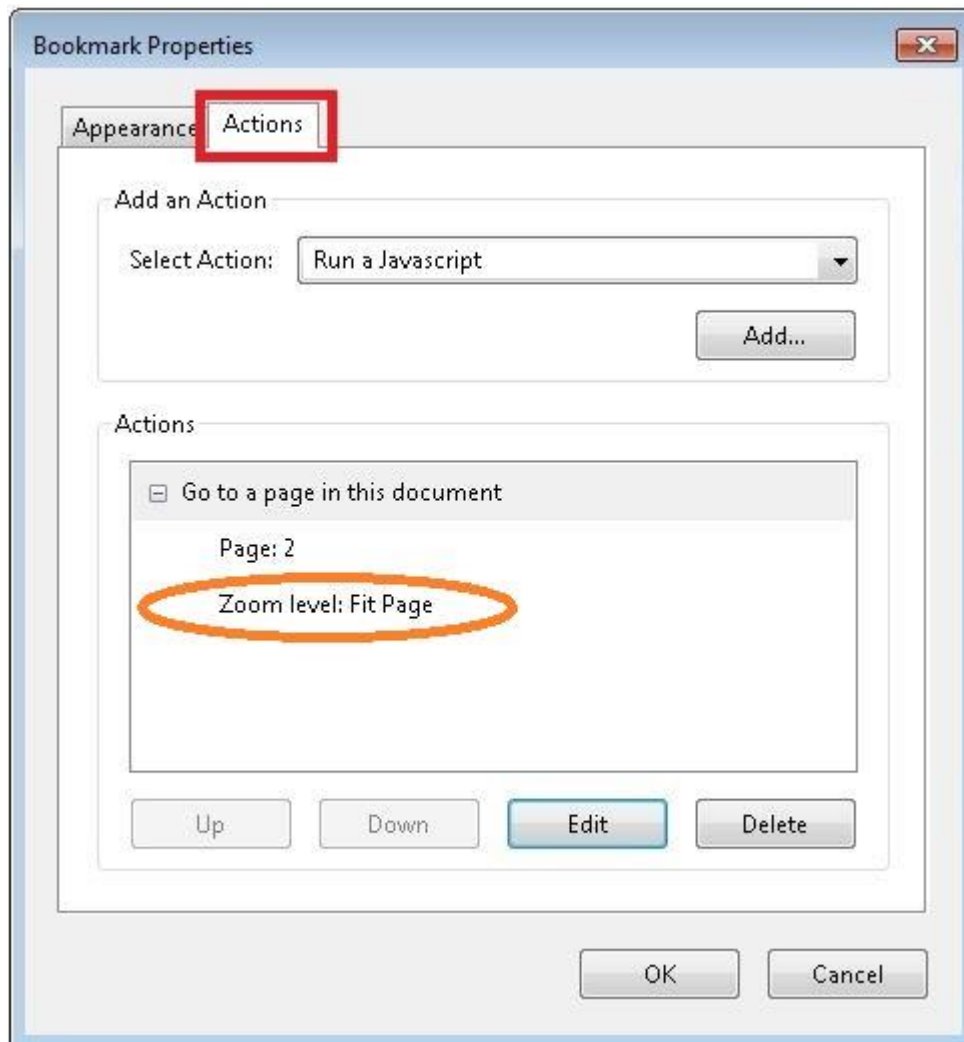 Bookmark Properties
Appearance
Actions
Add an Action
Select Action:
Run a Javascript
Add...
Actions
Go to a page in this document
Page: 2
Zoom level: Fit Page
Up
Down
Edit
Delete
OK
Cancel